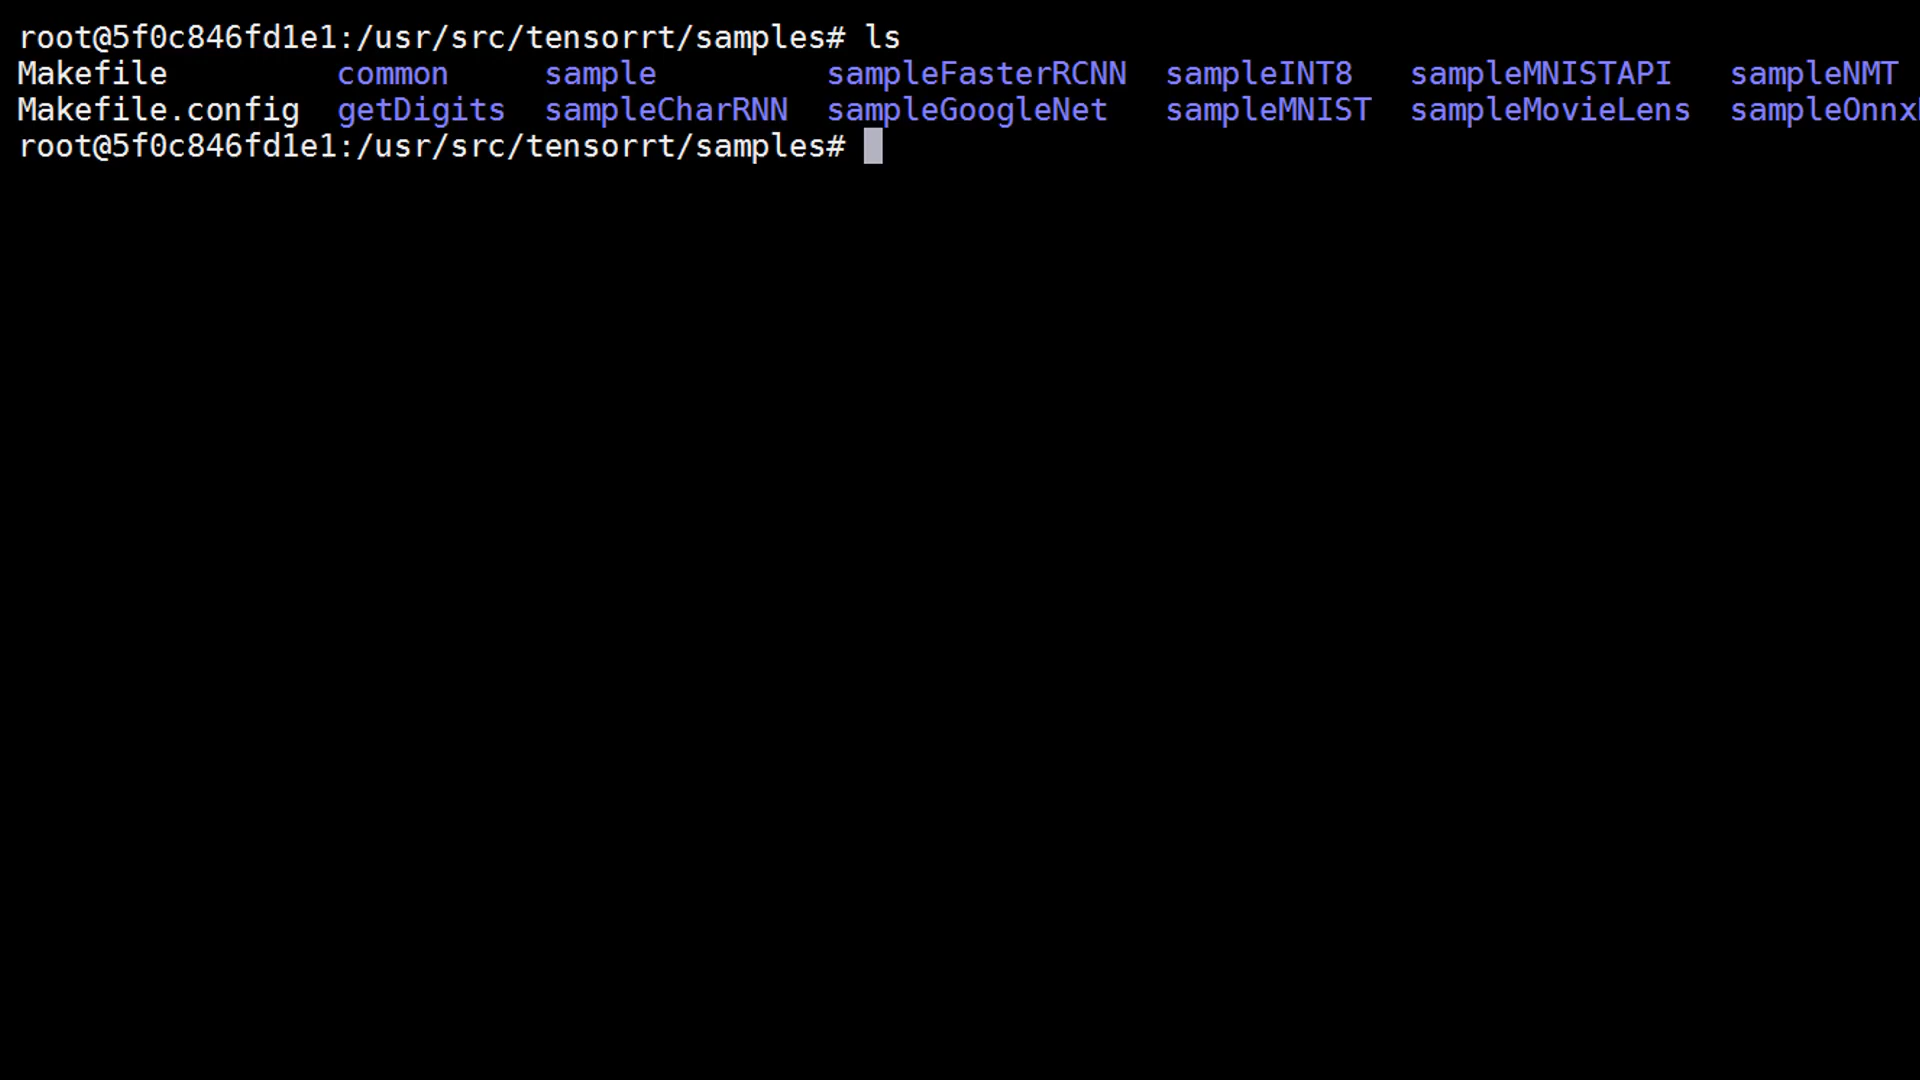 root@5f0c846fd1e1:/usr/src/tensorrt/samples# ls
Makefile common sample sampleFasterRCNN sampleINT8 sampleMNISTAPI sampleNMT
Makefile.config getDigits sampleCharRNN sampleGoogleNet sampleMNIST sampleMovieLens
root@5f0c846fd1e1:/usr/src/tensorrt/samples#